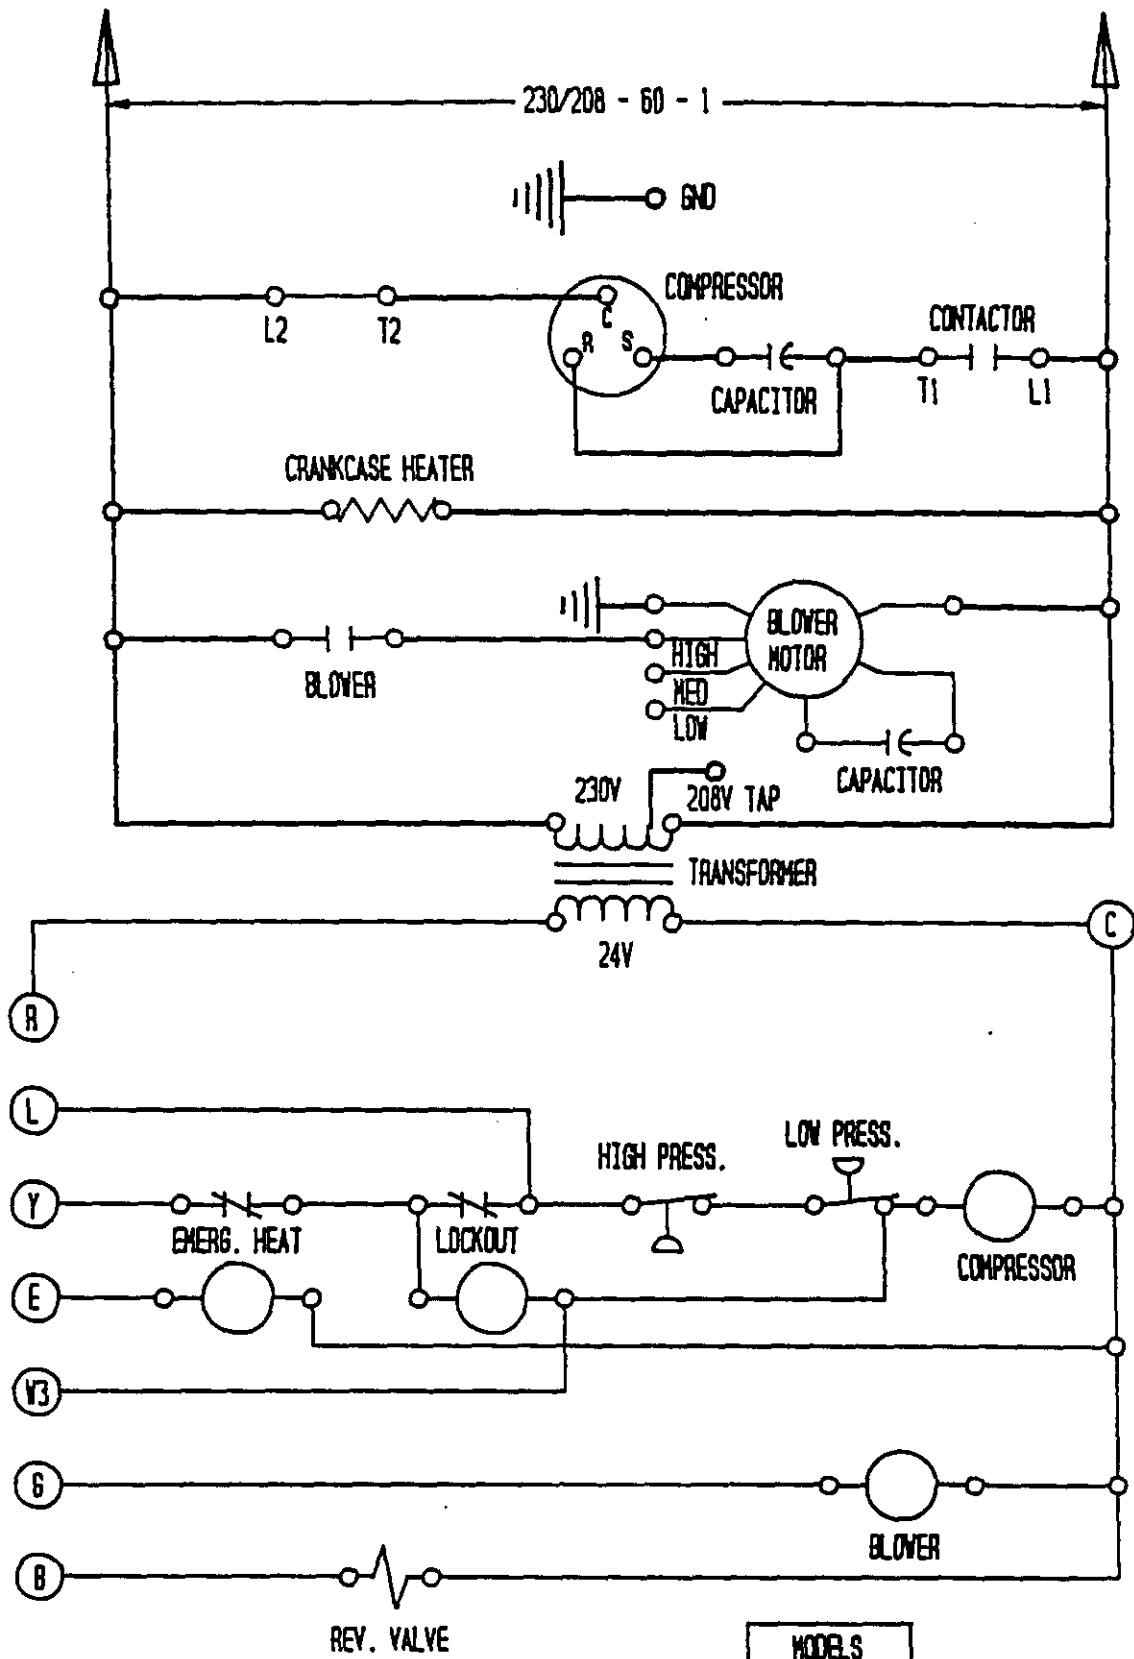 230/208 - 60 - 1
GND
COMPRESSOR
C
R S
CONTACTOR
L2 T2
CAPACITOR
T1 L1
CRANKCASE HEATER
BLOWER
MOTOR
HIGH
MED
LOW
BLOWER
CAPACITOR
230V
208V TAP
TRANSFORMER
24V
C
R
L
LOW PRESS.
HIGH PRESS.
Y
EMERG. HEAT
LOCKOUT
COMPRESSOR
E
W3
G
BLOWER
B
REV. VALVE
MODELS